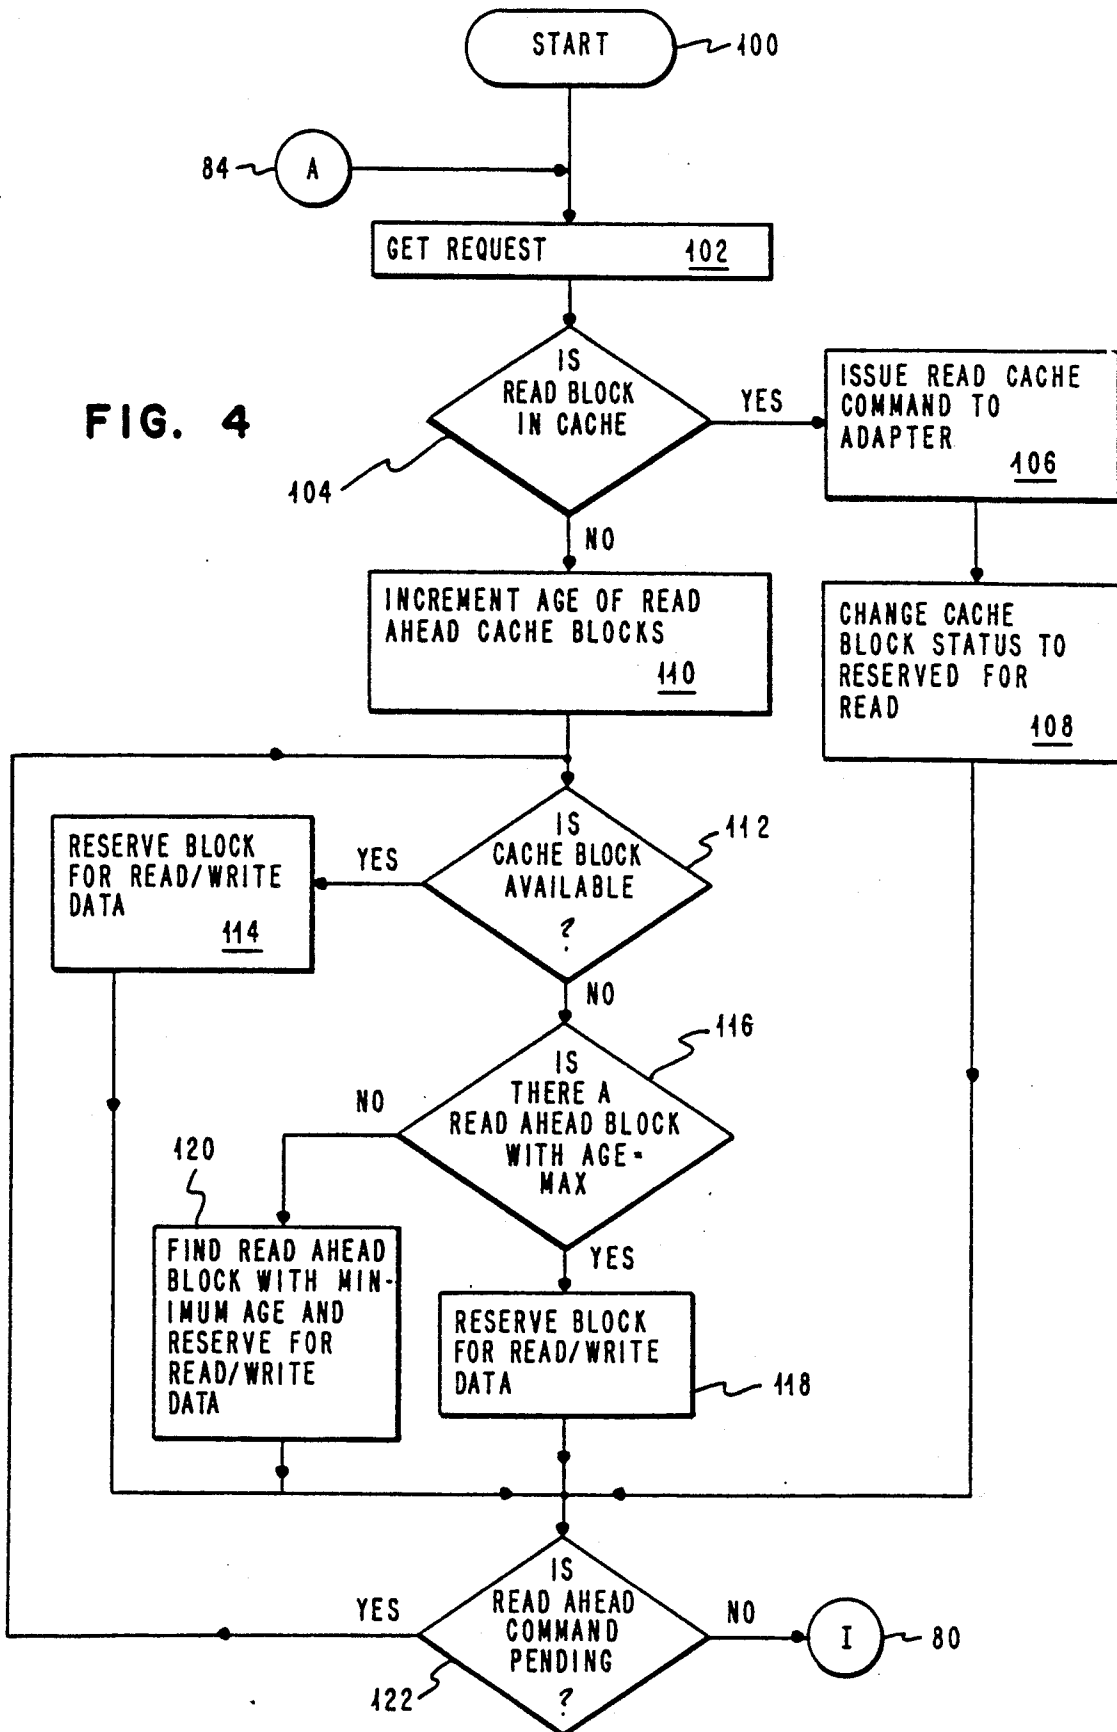 START
100
84
A
GET REQUEST 102
FIG. 4
IS
READ BLOCK
IN CACHE
104
YES
NO
ISSUE READ CACHE
COMMAND TO
ADAPTER
106
INCREMENT AGE OF READ
AHEAD CACHE BLOCKS
110
CHANGE CACHE
BLOCK STATUS TO
RESERVED FOR
READ
108
IS
CACHE BLOCK
AVAILABLE
?
112
YES
NO
RESERVE BLOCK
FOR READ/WRITE
DATA
114
IS
THERE A
READ AHEAD BLOCK
WITH AGE=
MAX
116
NO
YES
120
FIND READ AHEAD
BLOCK WITH MIN-
IMUM AGE AND
RESERVE FOR
READ/WRITE
DATA
RESERVE BLOCK
FOR READ/WRITE
DATA
118
IS
READ AHEAD
COMMAND
PENDING
?
122
YES
NO
I
80